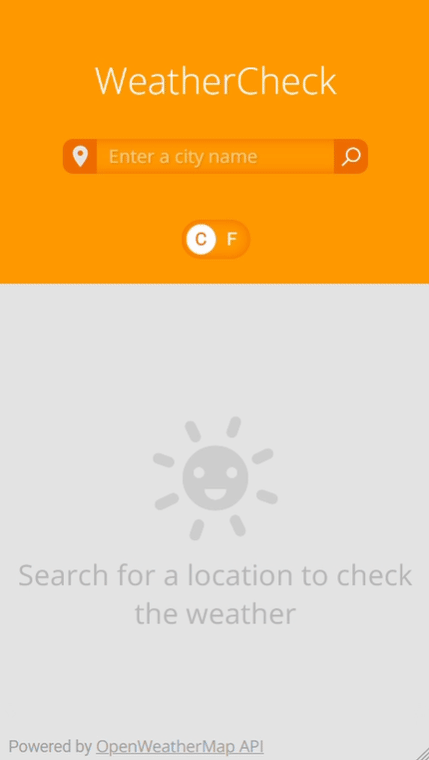 WeatherCheck
Enter a city name
C F
Search for a location to check
the weather
Powered by OpenWeatherMap API